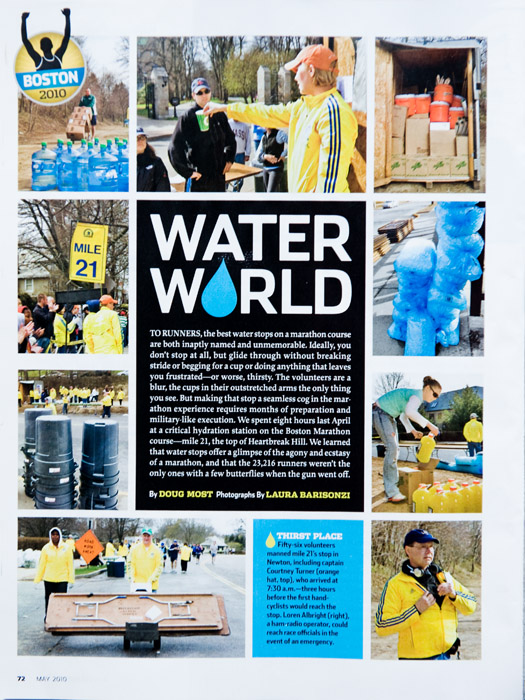 BOSTON
2010
MILE
21
WATER
WORLD
TO RUNNERS, the best water stops on a marathon course
are both inaptly named and unmemorable. Ideally, you
don't stop at all, but glide through without breaking
stride or begging for a cup or doing anything that leaves
you frustrated—or worse, thirsty. The volunteers are a
blur, the cups in their outstretched arms the only thing
you see. But making that stop a seamless cog in the mar-
athon experience requires months of preparation and
military-like execution. We spent eight hours last April
at a critical hydration station on the Boston Marathon
course—mile 21, the top of Heartbreak Hill. We learned
that water stops offer a glimpse of the agony and ecstasy
of a marathon, and that the 23,216 runners weren't the
only ones with a few butterflies when the gun went off.
By DOUG MOST Photographs By LAURA BARISONZI
ROAD
WORK
AHEAD
THIRST PLACE
Fifty-six volunteers
manned mile 21's stop in
Newton, including captain
Courtney Turner (orange
hat, top), who arrived at
7:30 a.m.—three hours
before the first hand-
cyclists would reach the
stop. Loren Albright (right),
a ham-radio operator, could
reach race officials in the
event of an emergency.
72 MAY 2010